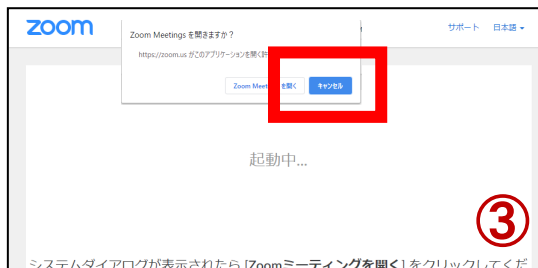 zoom
サポート 日本語
Zoom Meetings を開きますか？
https://zoom.us がこのアプリケーションを開く許
Zoom Meet を開く キャンセル
起動中...
③
システムダイアログが表示されたら [Zoomミーティングを開く] をクリックしてくだ